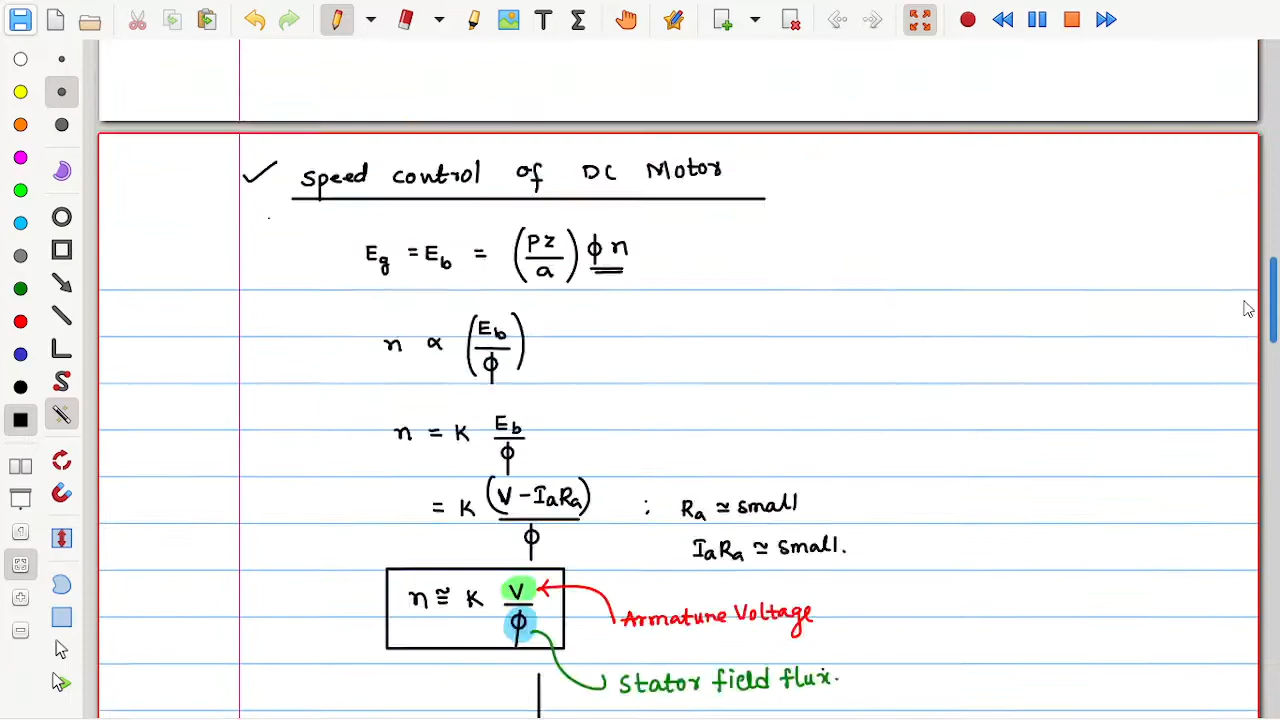 Speed control of DC Motor
Eg = Eb = (PZ/a) ϕ n
n ∝ (Eb/ϕ)
n = K Eb/ϕ
= K (V - IaRa)/ϕ : Ra ≃ small
IaRa ≃ small.
n ≅ K V/ϕ
Armatune Voltage
Stator field flux.